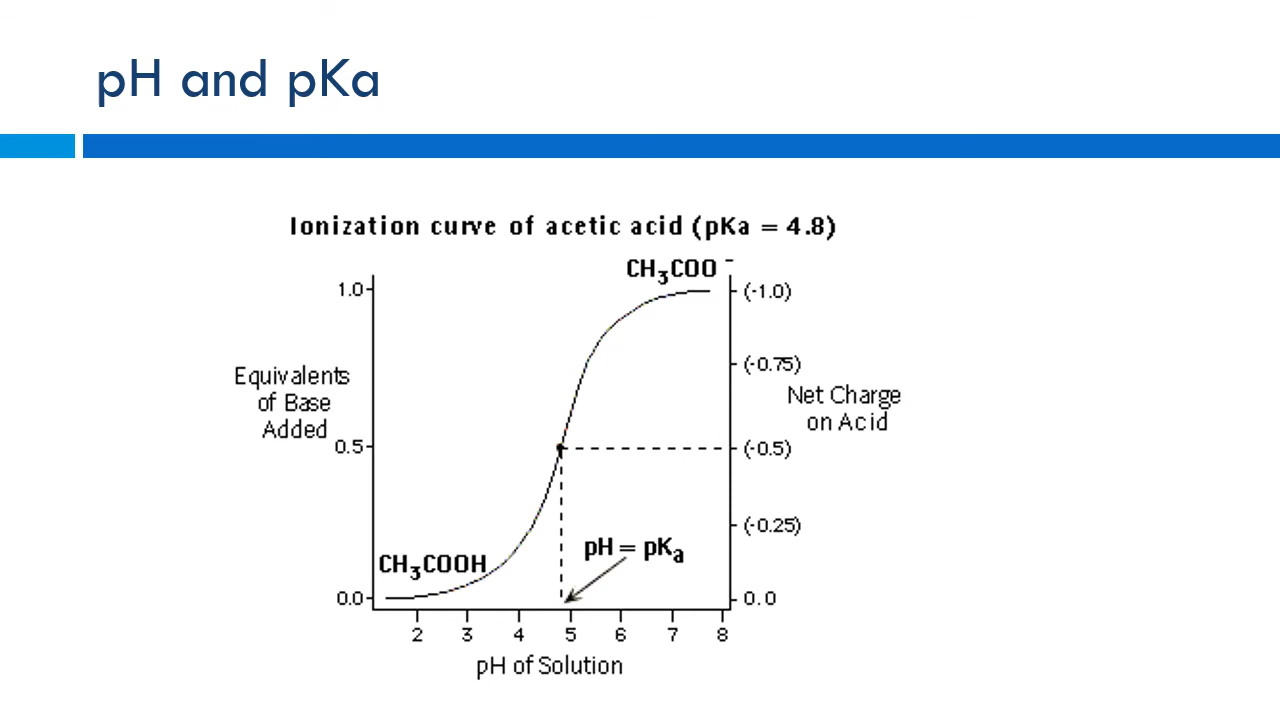 pH and pKa
Ionization curve of acetic acid (pKa = 4.8)
CH₃COO⁻
1.0
(-1.0)
(-0.75)
Equivalents
of Base
Added
Net Charge
on Acid
0.5
(-0.5)
(-0.25)
pH = pKₐ
CH₃COOH
0.0
0.0
2 3 4 5 6 7 8
pH of Solution